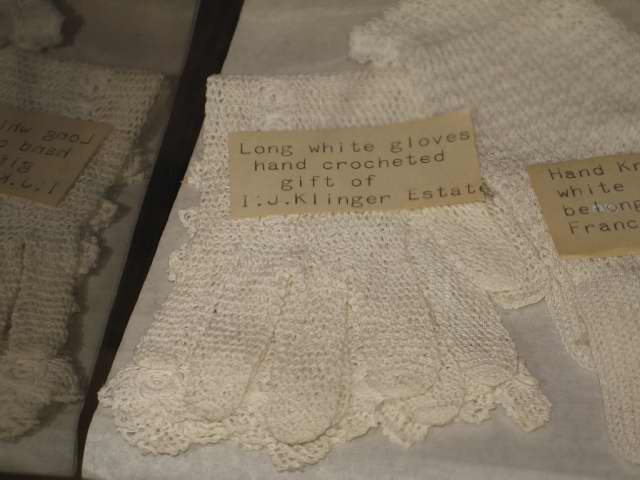 Long white gloves
hand crocheted
gift of
I.J.Klinger Estate
Hand Kn
white
belong
Franc